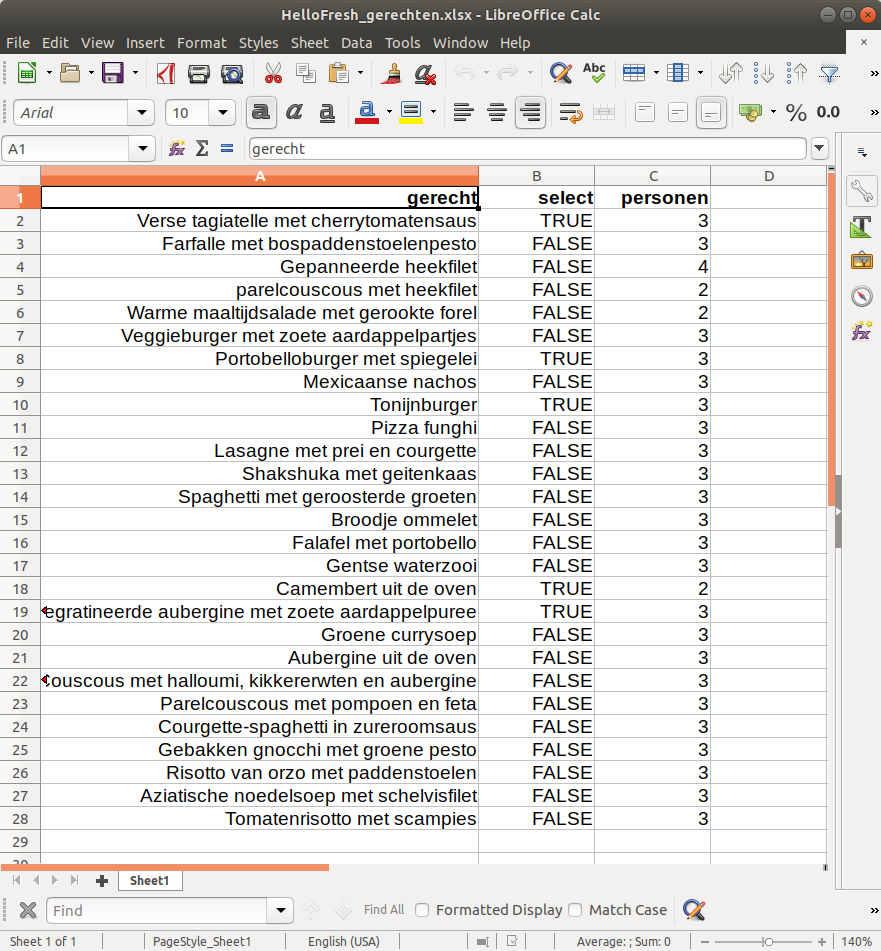 HelloFresh_gerechten.xlsx - LibreOffice Calc
File Edit View Insert Format Styles Sheet Data Tools Window Help
Abc
Arial 10 a a a a % 0.0
A1 fx Σ = gerecht
A B C D
1 gerecht select personen
2 Verse tagiatelle met cherrytomatensaus TRUE 3
3 Farfalle met bospaddenstoelenpesto FALSE 3
4 Gepanneerde heekfilet FALSE 4
5 parelcouscous met heekfilet FALSE 2
6 Warme maaltijdsalade met gerookte forel FALSE 2
7 Veggieburger met zoete aardappelpartjes FALSE 3
8 Portobelloburger met spiegelei TRUE 3
9 Mexicaanse nachos FALSE 3
10 Tonijnburger TRUE 3
11 Pizza funghi FALSE 3
12 Lasagne met prei en courgette FALSE 3
13 Shakshuka met geitenkaas FALSE 3
14 Spaghetti met geroosterde groeten FALSE 3
15 Broodje ommelet FALSE 3
16 Falafel met portobello FALSE 3
17 Gentse waterzooi FALSE 3
18 Camembert uit de oven TRUE 2
19 egratineerde aubergine met zoete aardappelpuree TRUE 3
20 Groene currysoep FALSE 3
21 Aubergine uit de oven FALSE 3
22 couscous met halloumi, kikkererwten en aubergine FALSE 3
23 Parelcouscous met pompoen en feta FALSE 3
24 Courgette-spaghetti in zureroomsaus FALSE 3
25 Gebakken gnocchi met groene pesto FALSE 3
26 Risotto van orzo met paddenstoelen FALSE 3
27 Aziatische noedelsoep met schelvisfilet FALSE 3
28 Tomatenrisotto met scampies FALSE 3
29
Sheet1
Find Find All Formatted Display Match Case
Sheet 1 of 1 PageStyle_Sheet1 English (USA) Average: ; Sum: 0 140%